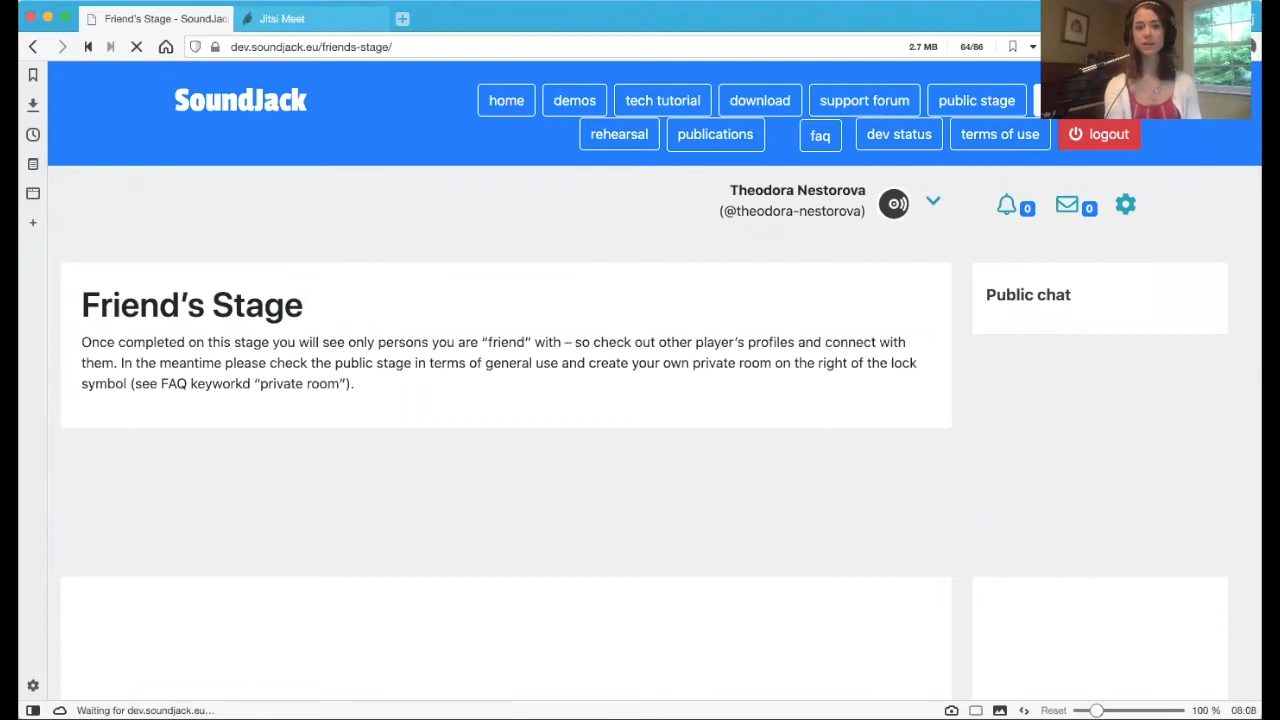 Friend's Stage - SoundJac
Jitsi Meet
dev.soundjack.eu/friends-stage/
2.7 MB
64/86
SoundJack
home
demos
tech tutorial
download
support forum
public stage
rehearsal
publications
faq
dev status
terms of use
logout
Theodora Nestorova
(@theodora-nestorova)
0
0
Friend's Stage
Once completed on this stage you will see only persons you are “friend” with – so check out other player's profiles and connect with
them. In the meantime please check the public stage in terms of general use and create your own private room on the right of the lock
symbol (see FAQ keyworkd “private room”).
Public chat
Waiting for dev.soundjack.eu...
Reset
100 %
08:08